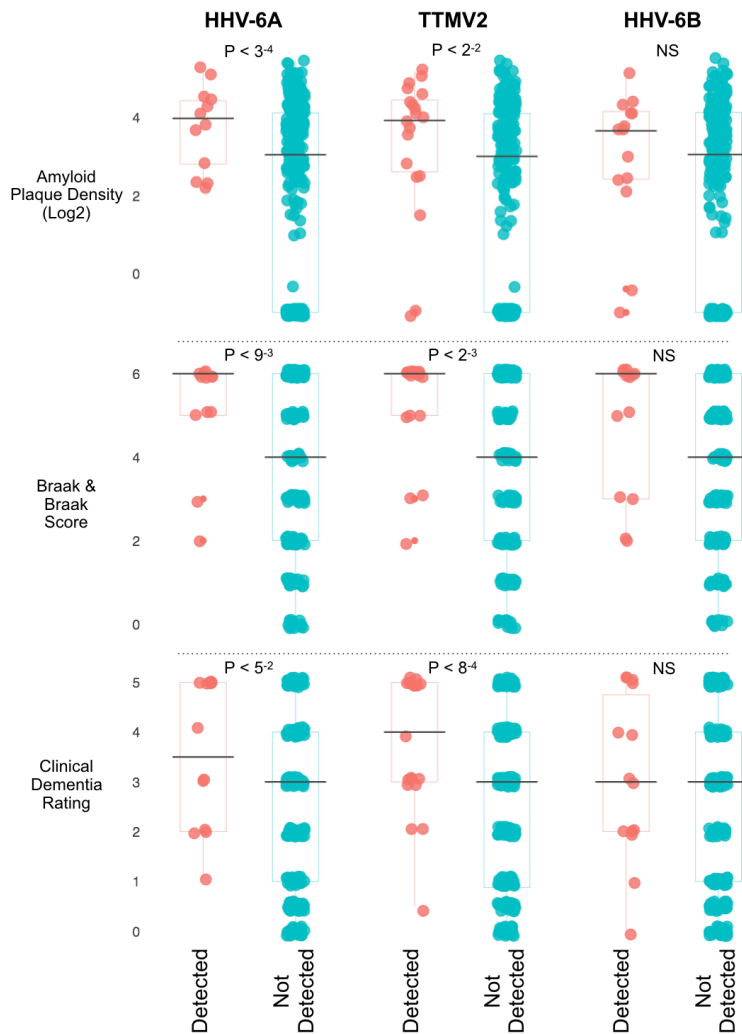 HHV-6A TTMV2 HHV-6B
P < 3-4 P < 2-2 NS
4
Amyloid
Plaque Density
(Log2)
2
0
P < 9-3 P < 2-3 NS
6
4
Braak &
Braak
Score
2
0
P < 5-2 P < 8-4 NS
5
4
Clinical
Dementia
Rating
3
2
1
0
Detected
Not
Detected
Detected
Not
Detected
Detected
Not
Detected